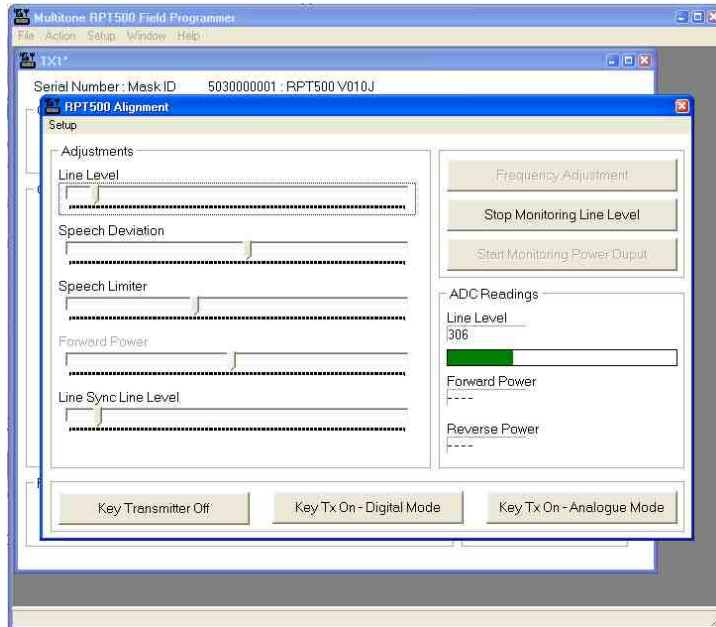 Multitone RPT500 Field Programmer
File Action Setup Window Help
TX1*
Serial Number : Mask ID 5030000001 : RPT500 V010J
RPT500 Alignment
Setup
Adjustments
Line Level
Speech Deviation
Speech Limiter
Forward Power
Line Sync Line Level
Frequency Adjustment
Stop Monitoring Line Level
Start Monitoring Power Ouput
ADC Readings
Line Level
306
Forward Power
----
Reverse Power
----
Key Transmitter Off
Key Tx On - Digital Mode
Key Tx On - Analogue Mode